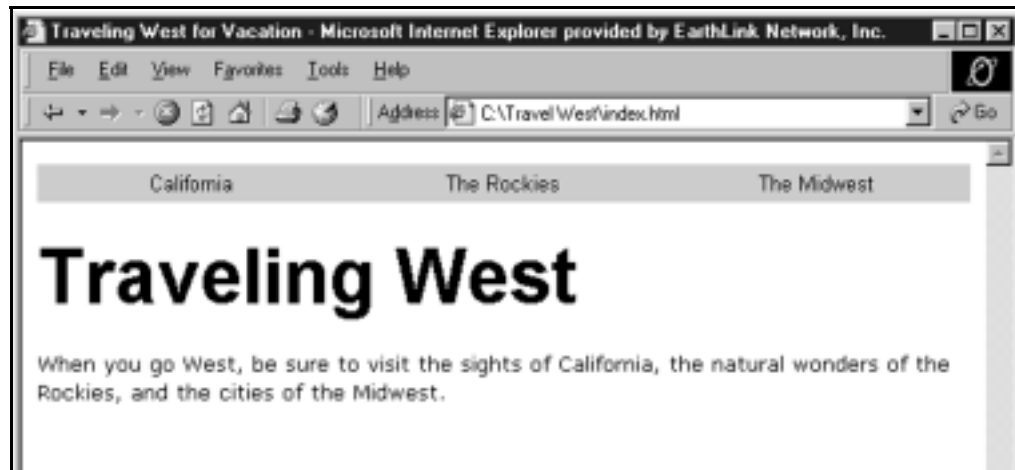 Traveling West for Vacation - Microsoft Internet Explorer provided by EarthLink Network, Inc.
File Edit View Favorites Tools Help
Address C:\Travel West\index.html Go
California The Rockies The Midwest
Traveling West
When you go West, be sure to visit the sights of California, the natural wonders of the
Rockies, and the cities of the Midwest.